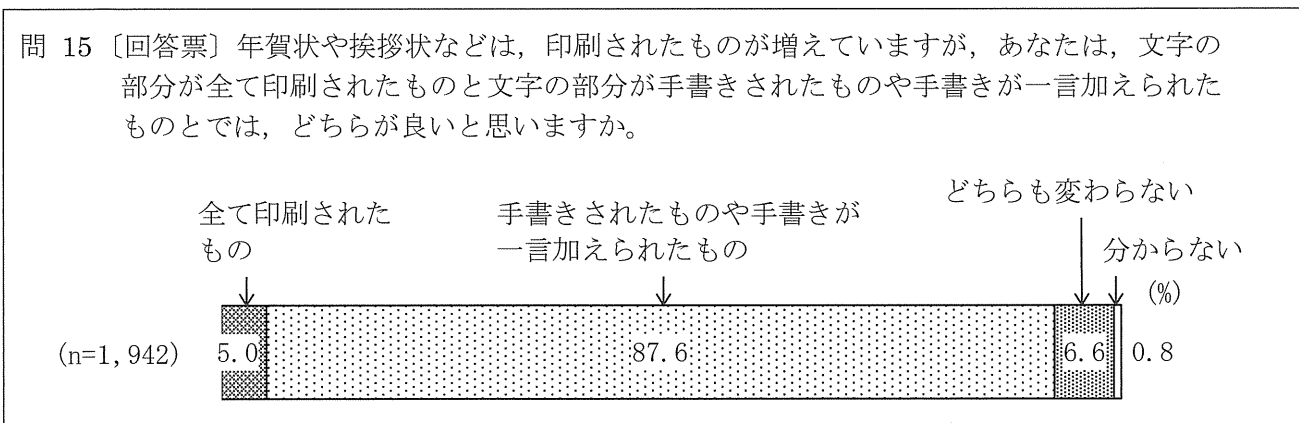 問 15〔回答票〕年賀状や挨拶状などは，印刷されたものが増えていますが，あなたは，文字の
部分が全て印刷されたものと文字の部分が手書きされたものや手書きが一言加えられた
ものとでは，どちらが良いと思いますか。
どちらも変わらない
全て印刷された
もの
手書きされたものや手書きが
一言加えられたもの
分からない
(%)
(n=1,942) 5.0 87.6 6.6 0.8